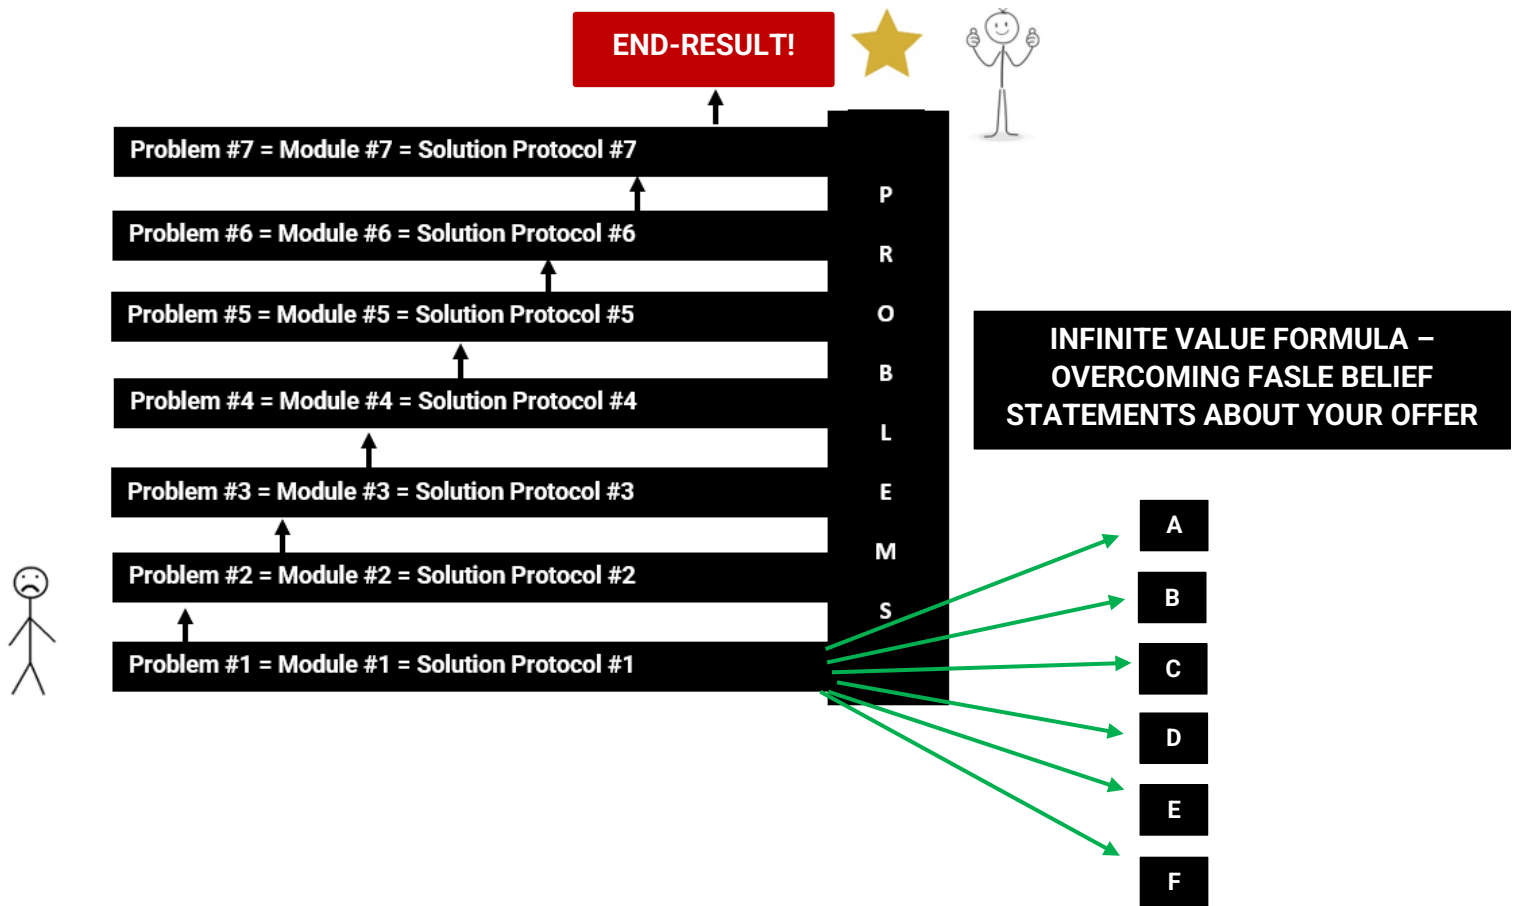 END-RESULT!
Problem #7 = Module #7 = Solution Protocol #7
Problem #6 = Module #6 = Solution Protocol #6
Problem #5 = Module #5 = Solution Protocol #5
Problem #4 = Module #4 = Solution Protocol #4
Problem #3 = Module #3 = Solution Protocol #3
Problem #2 = Module #2 = Solution Protocol #2
Problem #1 = Module #1 = Solution Protocol #1
P
R
O
B
L
E
M
S
INFINITE VALUE FORMULA –
OVERCOMING FASLE BELIEF
STATEMENTS ABOUT YOUR OFFER
A
B
C
D
E
F